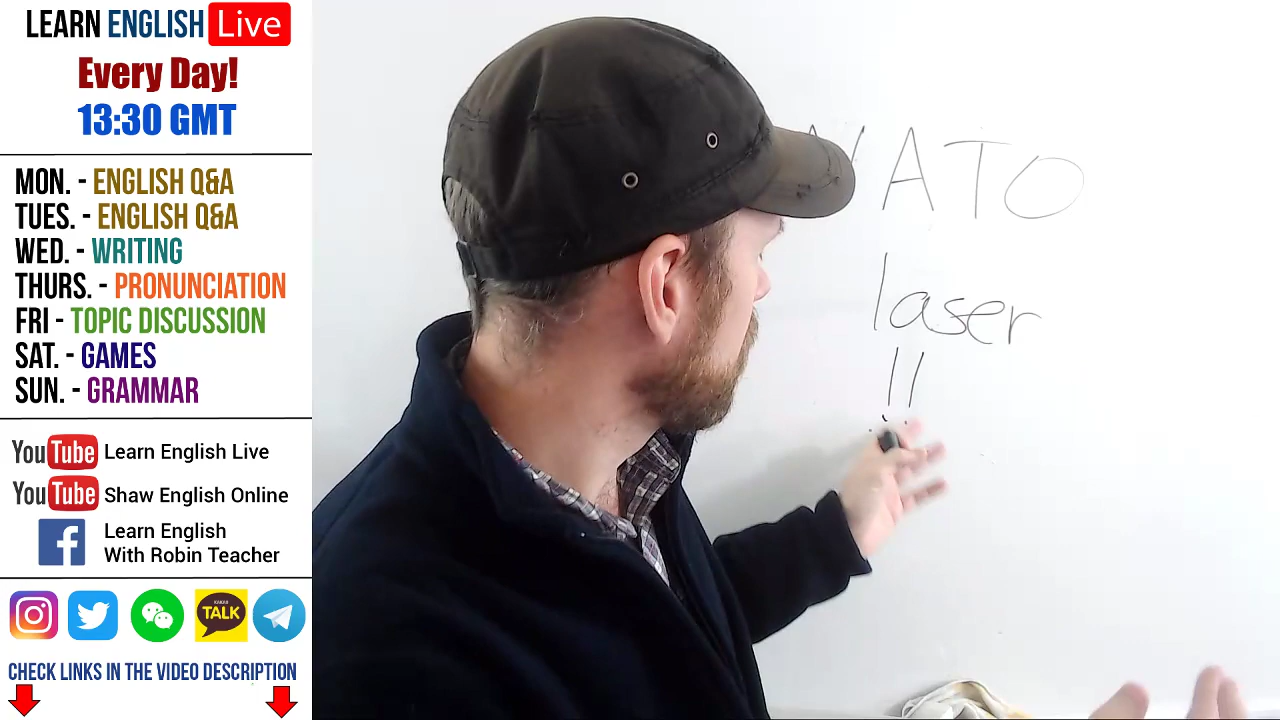 LEARN ENGLISH Live
Every Day!
13:30 GMT
MON. - ENGLISH Q&A
TUES. - ENGLISH Q&A
WED. - WRITING
THURS. - PRONUNCIATION
FRI - TOPIC DISCUSSION
SAT. - GAMES
SUN. - GRAMMAR
YouTube Learn English Live
YouTube Shaw English Online
f Learn English
With Robin Teacher
TALK
CHECK LINKS IN THE VIDEO DESCRIPTION
NATO
laser
!!